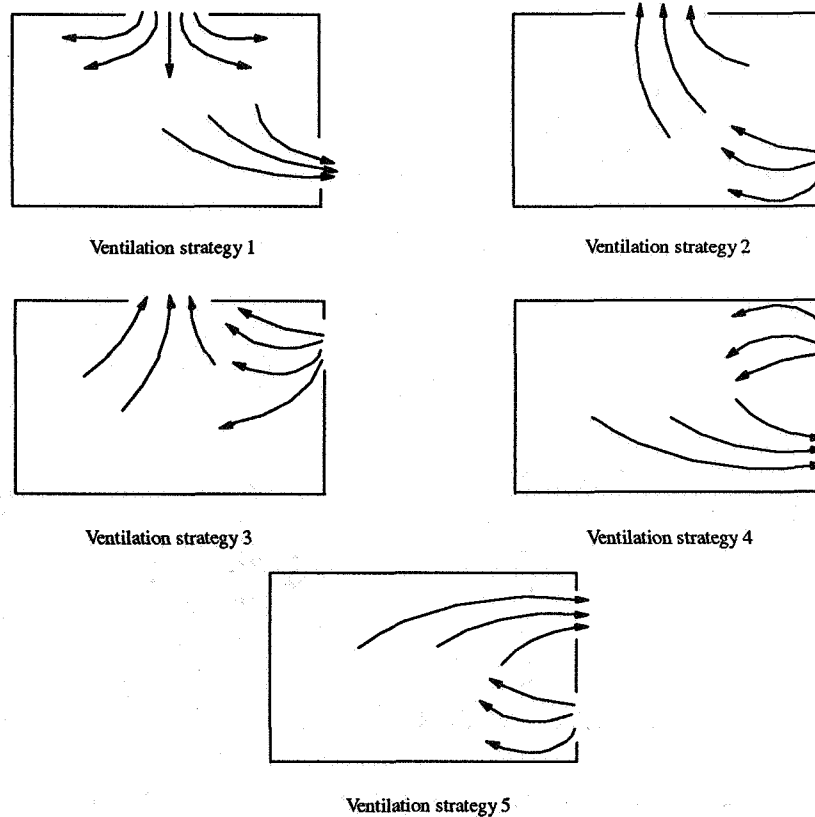 Ventilation strategy 1
Ventilation strategy 2
Ventilation strategy 3
Ventilation strategy 4
Ventilation strategy 5